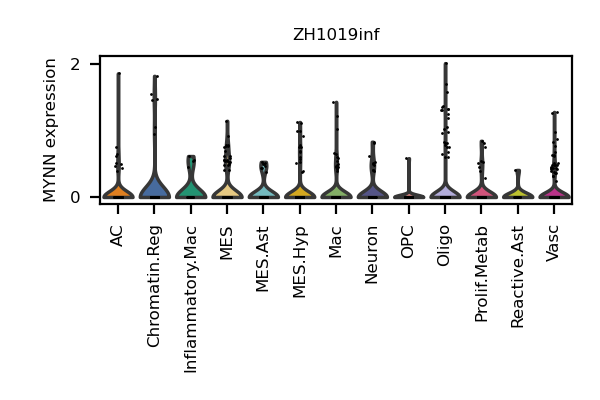 ZH1019inf
MYNN expression
2
0
AC
Chromatin.Reg
Inflammatory.Mac
MES
MES.Ast
MES.Hyp
Mac
Neuron
OPC
Oligo
Prolif.Metab
Reactive.Ast
Vasc